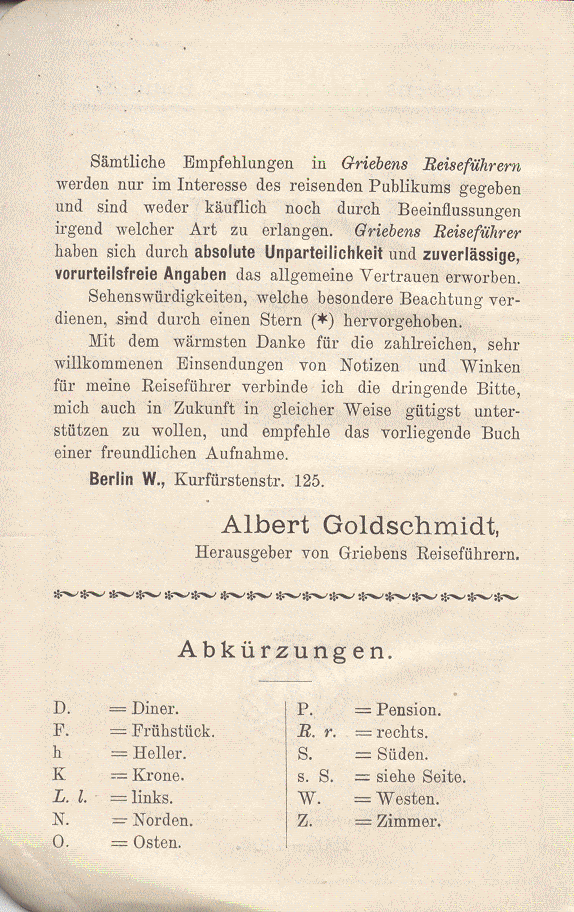 Sämtliche Empfehlungen in Griebens Reiseführern
werden nur im Interesse des reisenden Publikums gegeben
und sind weder käuflich noch durch Beeinflussungen
irgend welcher Art zu erlangen. Griebens Reiseführer
haben sich durch absolute Unparteilichkeit und zuverlässige,
vorurteilsfreie Angaben das allgemeine Vertrauen erworben.
Sehenswürdigkeiten, welche besondere Beachtung ver-
dienen, sind durch einen Stern (*) hervorgehoben.
Mit dem wärmsten Danke für die zahlreichen, sehr
willkommenen Einsendungen von Notizen und Winken
für meine Reiseführer verbinde ich die dringende Bitte,
mich auch in Zukunft in gleicher Weise gütigst unter-
stützen zu wollen, und empfehle das vorliegende Buch
einer freundlichen Aufnahme.
Berlin W., Kurfürstenstr. 125.
Albert Goldschmidt,
Herausgeber von Griebens Reiseführern.
Abkürzungen.
D. = Diner.
F. = Frühstück.
h = Heller.
K = Krone.
L. l. = links.
N. = Norden.
O. = Osten.
P. = Pension.
R. r. = rechts.
S. = Süden.
s. S. = siehe Seite.
W. = Westen.
Z. = Zimmer.